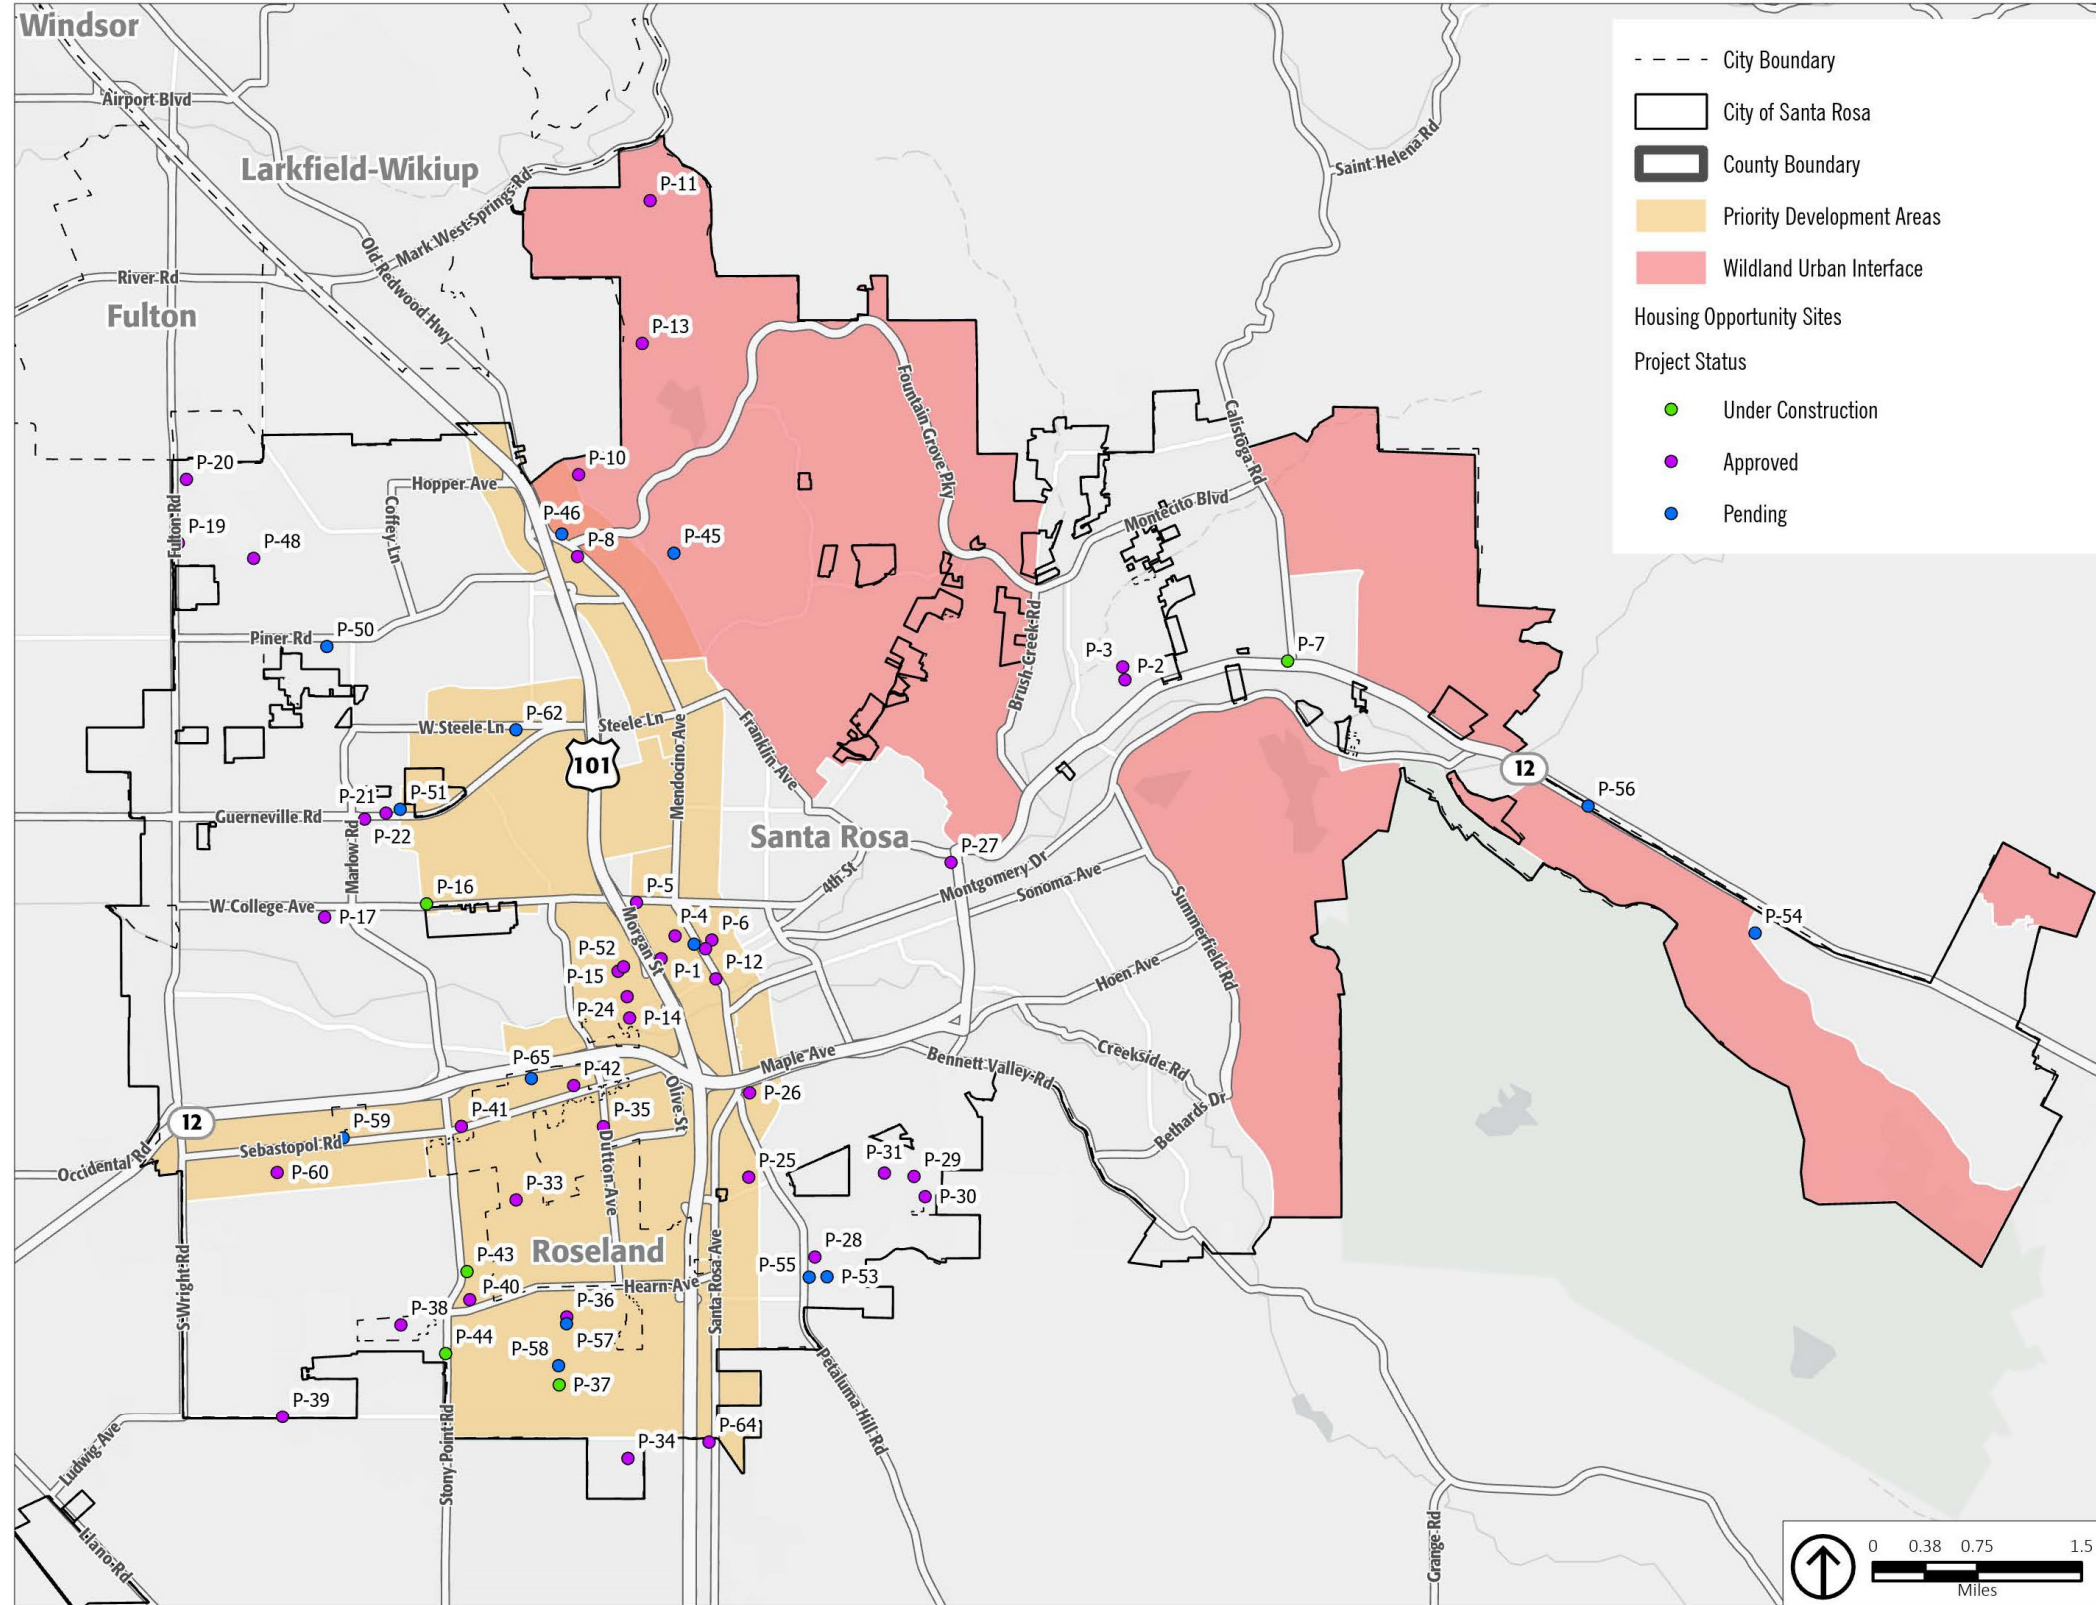 Windsor
Airport Blvd
Larkfield-Wikiup
Mark West Springs Rd
Old Redwood Hwy
River Rd
Fulton
Saint Helena Rd
City Boundary
City of Santa Rosa
County Boundary
Priority Development Areas
Wildland Urban Interface
Housing Opportunity Sites
Project Status
Under Construction
Approved
Pending
P-11
P-13
Fountain Grove Pky
Calistoga Rd
P-20
P-10
Hopper Ave
Coffey Ln
Fulton Rd
P-19
P-48
P-46
P-8
P-45
Montecito Blvd
Piner Rd
P-50
Brush Creek Rd
P-3
P-2
P-7
W Steele Ln
P-62
Steele Ln
Mendocino Ave
Franklin Ave
101
12
P-56
P-21
P-51
Guerneville Rd
P-22
Marlow Rd
Santa Rosa
P-27
4th St
Montgomery Dr
Sonoma Ave
Summerfield Rd
P-16
P-5
W College Ave
P-17
Morgan St
P-4
P-6
P-54
P-52
P-15
P-1
P-12
Hoen Ave
P-24
P-14
P-65
P-42
Maple Ave
Bennett Valley Rd
Creekside Rd
Bethards Dr
Olive St
P-26
12
P-59
P-41
P-35
Occidental Rd
Sebastopol Rd
P-60
Dutton Ave
P-25
P-31
P-29
P-30
P-33
S Wright Rd
P-43
Roseland
P-28
P-55
P-53
P-40
Hearn Ave
Santa Rosa Ave
P-38
P-36
P-44
P-57
P-58
P-37
Petaluma Hill Rd
P-39
Stony Point Rd
P-64
P-34
Ludwig Ave
Llano Rd
Grange Rd
0 0.38 0.75 1.5
Miles